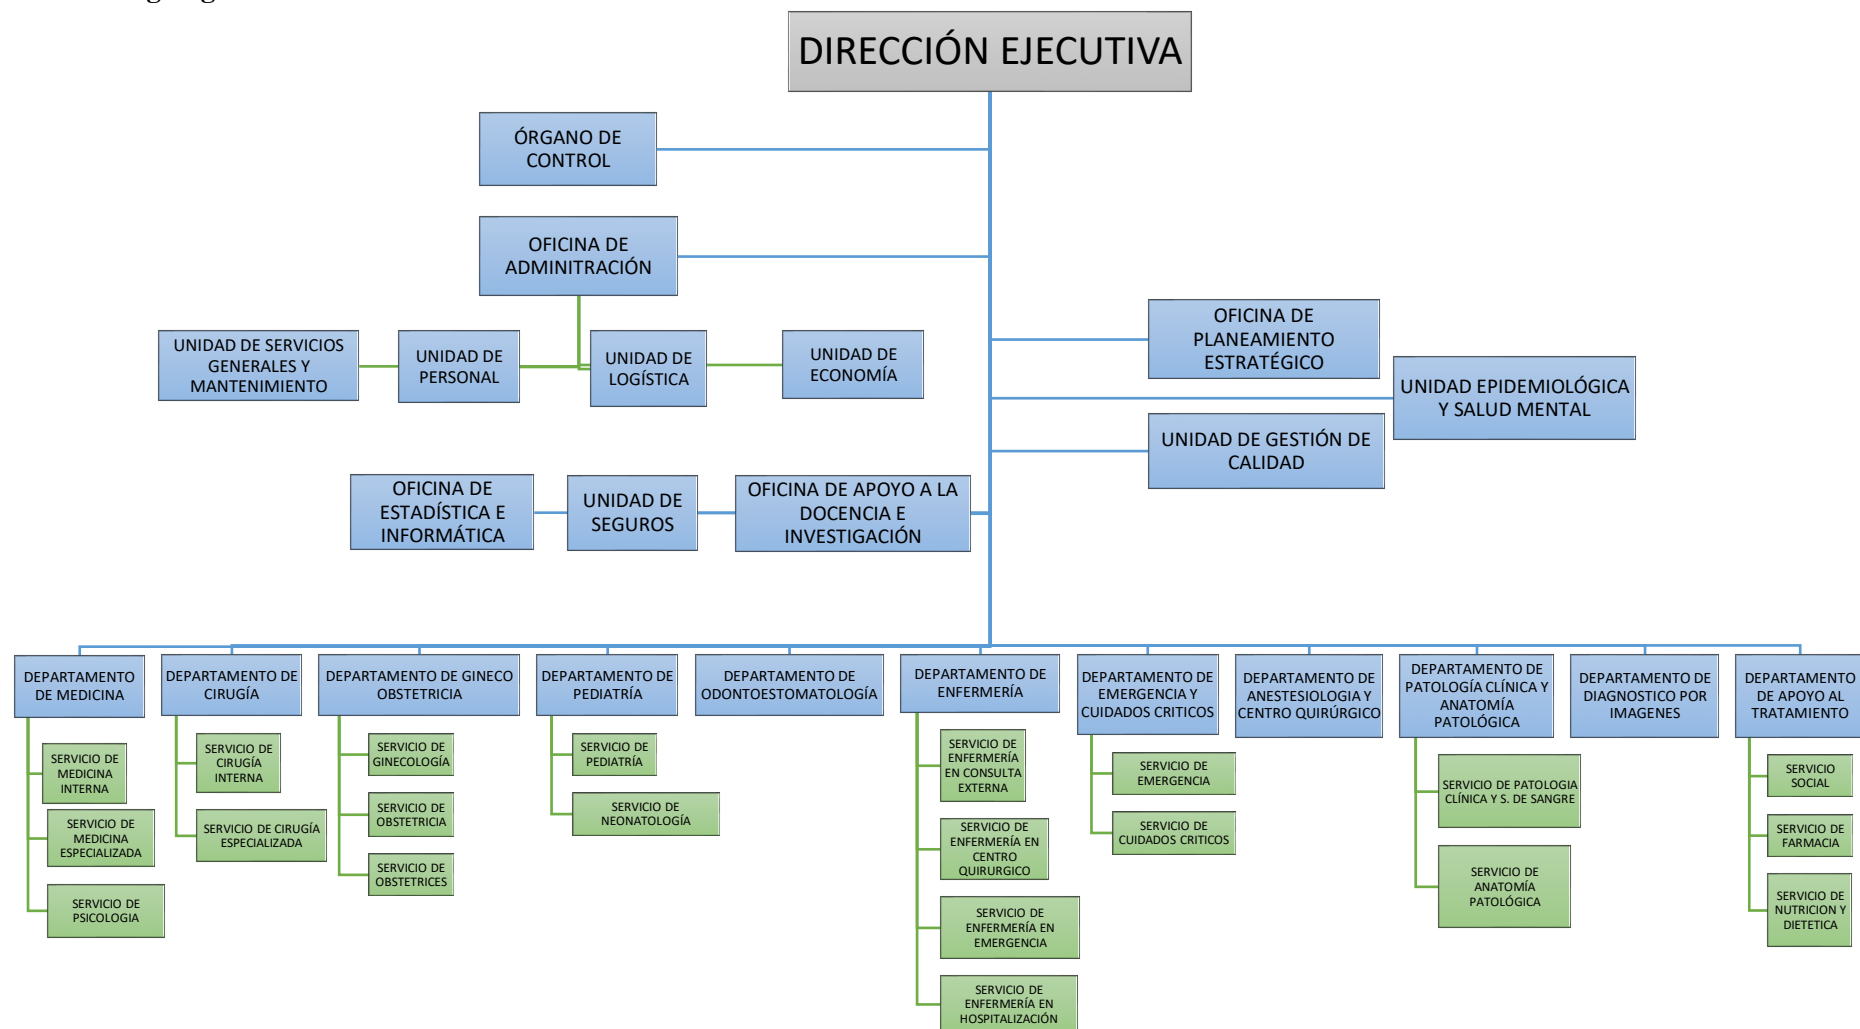 DIRECCIÓN EJECUTIVA
ÓRGANO DE
CONTROL
OFICINA DE
ADMINITRACIÓN
UNIDAD DE SERVICIOS
GENERALES Y
MANTENIMIENTO
UNIDAD DE
PERSONAL
UNIDAD DE
LOGÍSTICA
UNIDAD DE
ECONOMÍA
OFICINA DE
PLANEAMIENTO
ESTRATÉGICO
UNIDAD EPIDEMIOLÓGICA
Y SALUD MENTAL
UNIDAD DE GESTIÓN DE
CALIDAD
OFICINA DE
ESTADÍSTICA E
INFORMÁTICA
UNIDAD DE
SEGUROS
OFICINA DE APOYO A LA
DOCENCIA E
INVESTIGACIÓN
DEPARTAMENTO
DE MEDICINA
SERVICIO DE
MEDICINA
INTERNA
SERVICIO DE
MEDICINA
ESPECIALIZADA
SERVICIO DE
PSICOLOGIA
DEPARTAMENTO DE
CIRUGÍA
SERVICIO DE
CIRUGÍA
INTERNA
SERVICIO DE CIRUGÍA
ESPECIALIZADA
DEPARTAMENTO DE GINECO
OBSTETRICIA
SERVICIO DE
GINECOLOGÍA
SERVICIO DE
OBSTETRICIA
SERVICIO DE
OBSTETRICES
DEPARTAMENTO DE
PEDIATRÍA
SERVICIO DE
PEDIATRÍA
SERVICIO DE
NEONATOLOGÍA
DEPARTAMENTO DE
ODONTOESTOMATOLOGÍA
DEPARTAMENTO DE
ENFERMERÍA
SERVICIO DE
ENFERMERÍA
EN CONSULTA
EXTERNA
SERVICIO DE
ENFERMERÍA EN
CENTRO
QUIRURGICO
SERVICIO DE
ENFERMERÍA EN
EMERGENCIA
SERVICIO DE
ENFERMERÍA EN
HOSPITALIZACIÓN
DEPARTAMENTO DE
EMERGENCIA Y
CUIDADOS CRITICOS
SERVICIO DE
EMERGENCIA
SERVICIO DE
CUIDADOS CRITICOS
DEPARTAMENTO DE
ANESTESIOLOGIA Y
CENTRO QUIRÚRGICO
DEPARTAMENTO DE
PATOLOGÍA CLÍNICA Y
ANATOMÍA
PATOLÓGICA
SERVICIO DE PATOLOGIA
CLÍNICA Y S. DE SANGRE
SERVICIO DE
ANATOMÍA
PATOLÓGICA
DEPARTAMENTO DE
DIAGNOSTICO POR
IMAGENES
DEPARTAMENTO
DE APOYO AL
TRATAMIENTO
SERVICIO
SOCIAL
SERVICIO DE
FARMACIA
SERVICIO DE
NUTRICION Y
DIETETICA